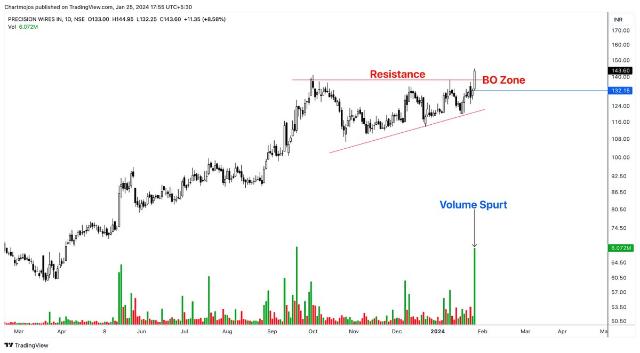 Chartmojos published on TradingView.com, Jan 25, 2024 17:55 UTC+5:30
PRECISION WIRES IN, 1D, NSE O133.00 H144.95 L132.25 C143.60 +11.35 (+8.58%)
Vol 6.072M
INR
170.00
160.00
150.00
143.60
140.00
132.15
124.00
116.00
108.00
100.00
92.50
86.50
80.50
74.50
6.072M
64.50
60.50
57.00
53.50
50.50
Resistance
BO Zone
Volume Spurt
Mar
Apr
8
Jun
Jul
Aug
Sep
Oct
Nov
Dec
2024
Feb
Mar
Apr
Ma
TradingView